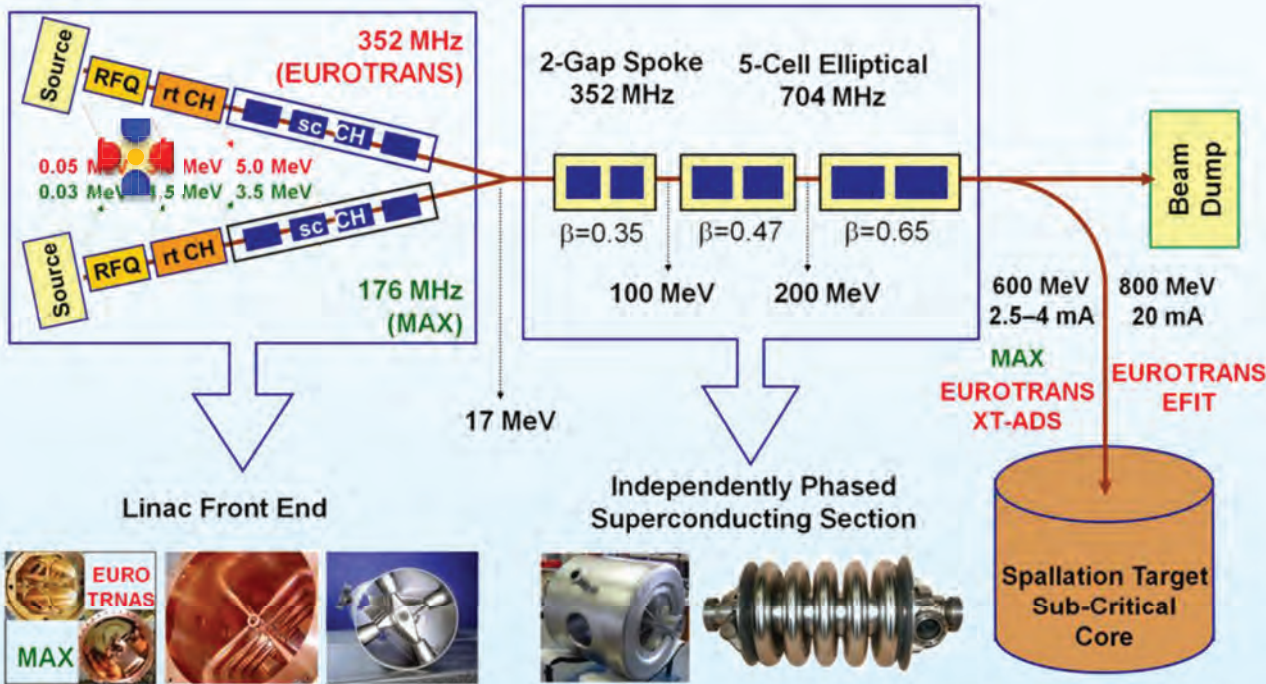 352 MHz
(EUROTRANS)
Source
RFQ
rt CH
sc CH
0.05 MeV
MeV
5.0 MeV
0.03 MeV
.5 MeV
3.5 MeV
Source
RFQ
rt CH
sc CH
176 MHz
(MAX)
17 MeV
Linac Front End
EURO
TRNAS
MAX
2-Gap Spoke
352 MHz
5-Cell Elliptical
704 MHz
β=0.35
β=0.47
β=0.65
100 MeV
200 MeV
Independently Phased
Superconducting Section
Beam
Dump
600 MeV
2.5–4 mA
800 MeV
20 mA
MAX
EUROTRANS
XT-ADS
EUROTRANS
EFIT
Spallation Target
Sub-Critical
Core